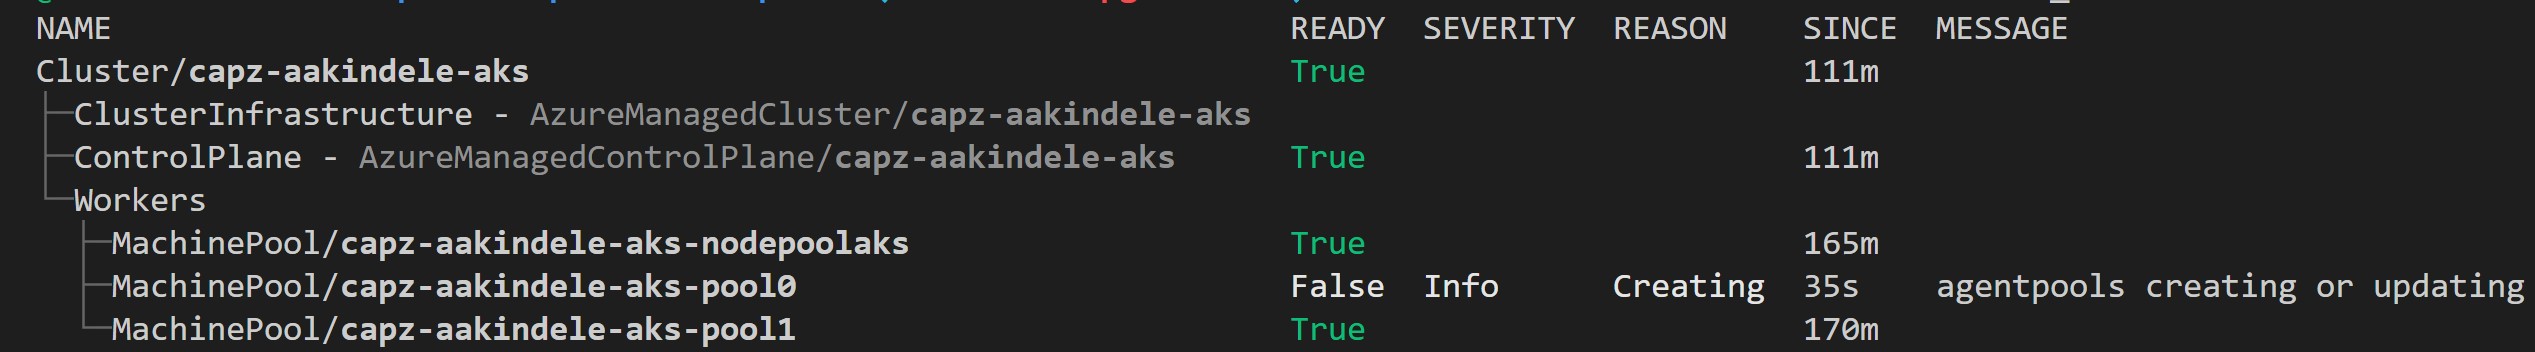 NAME READY SEVERITY REASON SINCE MESSAGE
Cluster/capz-aakindele-aks True 111m
├─ClusterInfrastructure - AzureManagedCluster/capz-aakindele-aks
├─ControlPlane - AzureManagedControlPlane/capz-aakindele-aks True 111m
└─Workers
├─MachinePool/capz-aakindele-aks-nodepoolaks True 165m
├─MachinePool/capz-aakindele-aks-pool0 False Info Creating 35s agentpools creating or updating
└─MachinePool/capz-aakindele-aks-pool1 True 170m